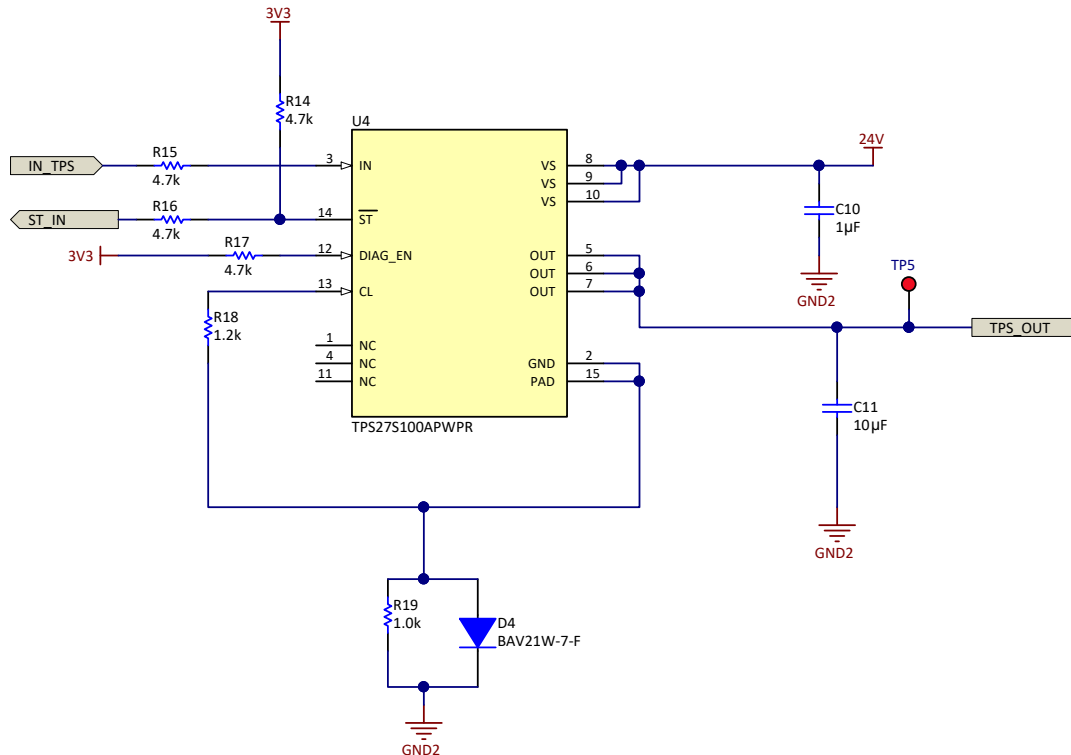 3V3
R14
4.7k
U4
IN_TPS
R15
4.7k
3
IN
VS
8
VS
9
VS
10
24V
C10
1µF
GND2
ST_IN
R16
4.7k
14
ST
3V3
R17
4.7k
12
DIAG_EN
OUT
5
OUT
6
OUT
7
TP5
13
CL
R18
1.2k
TPS_OUT
1
NC
4
NC
11
NC
GND
2
PAD
15
TPS27S100APWPR
C11
10µF
GND2
R19
1.0k
D4
BAV21W-7-F
GND2